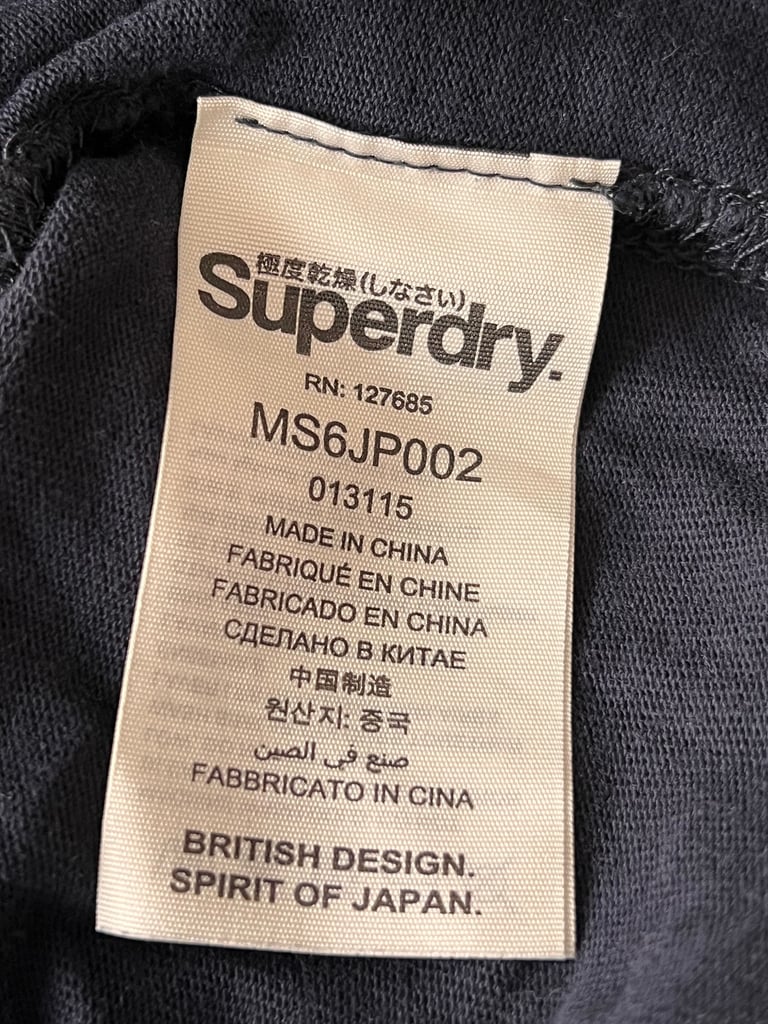 極度乾燥(しなさい)
Superdry.
RN: 127685
MS6JP002
013115
MADE IN CHINA
FABRIQUÉ EN CHINE
FABRICADO EN CHINA
СДЕЛАНО В КИТАЕ
中国制造
원산지: 중국
صنع في الصين
FABBRICATO IN CINA
BRITISH DESIGN.
SPIRIT OF JAPAN.